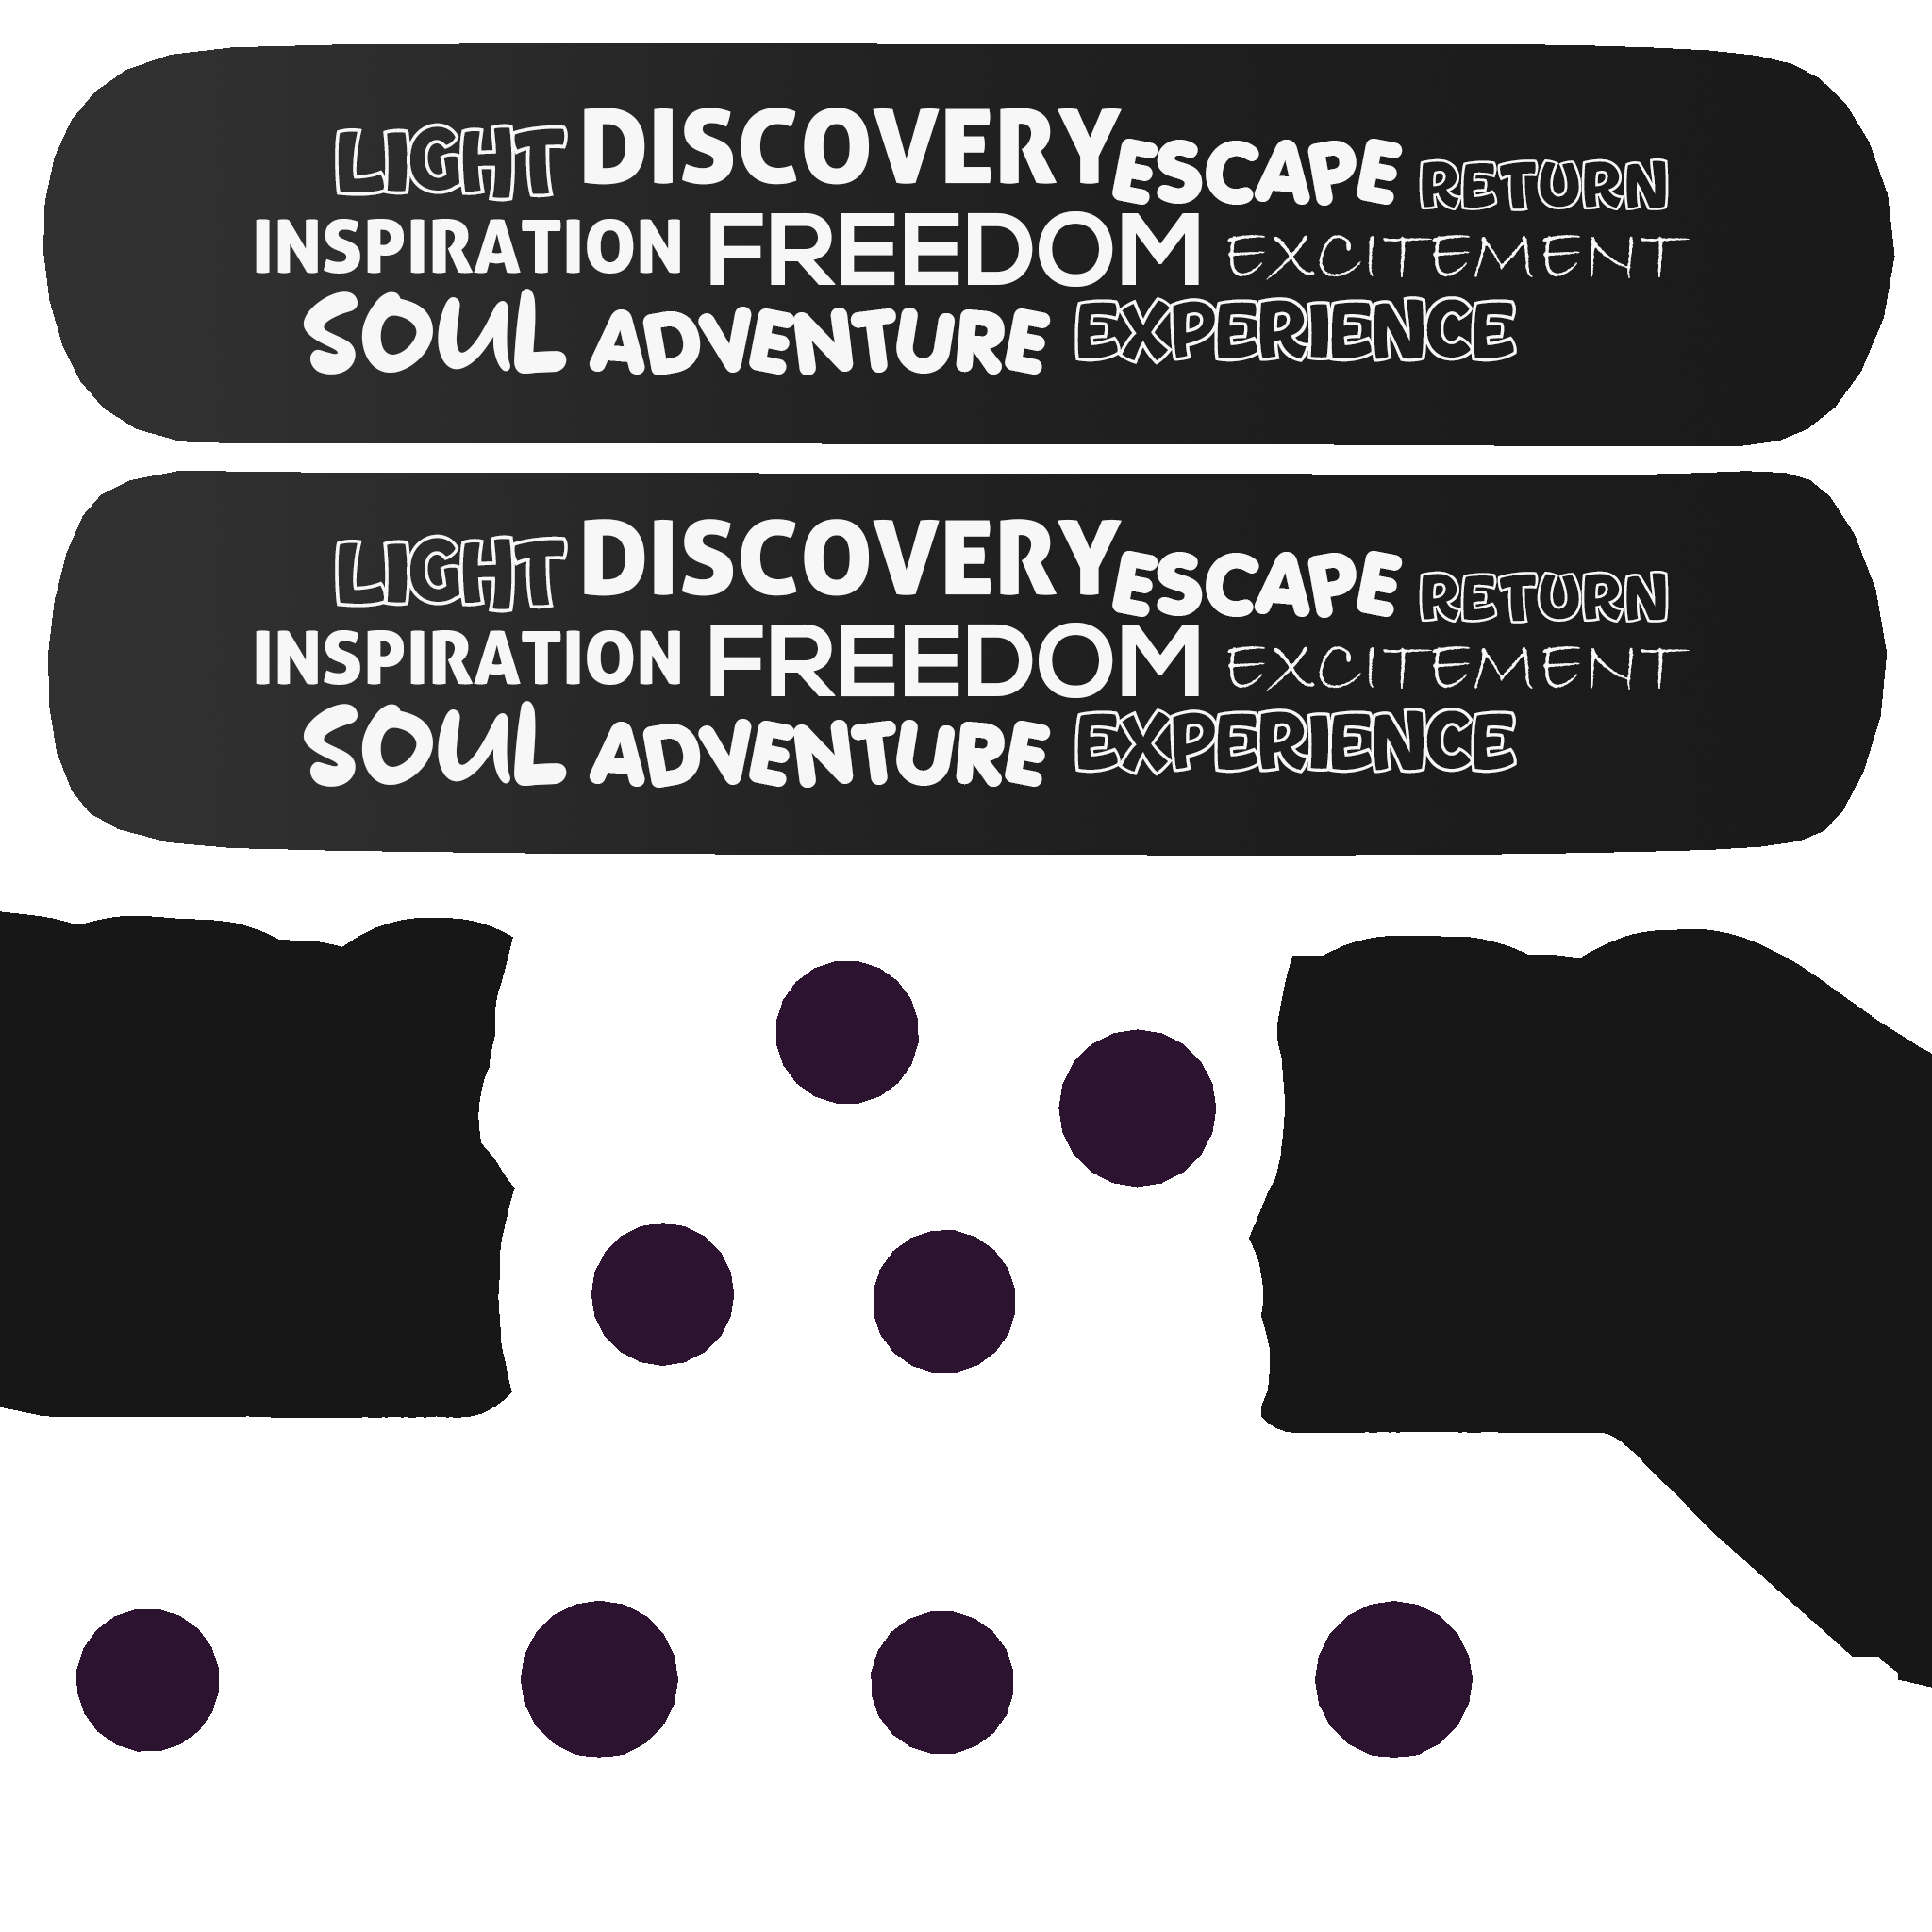 LIGHT DISCOVERY ESCAPE RETURN
INSPIRATION FREEDOM EXCITEMENT
SOUL ADVENTURE EXPERIENCE
LIGHT DISCOVERY ESCAPE RETURN
INSPIRATION FREEDOM EXCITEMENT
SOUL ADVENTURE EXPERIENCE